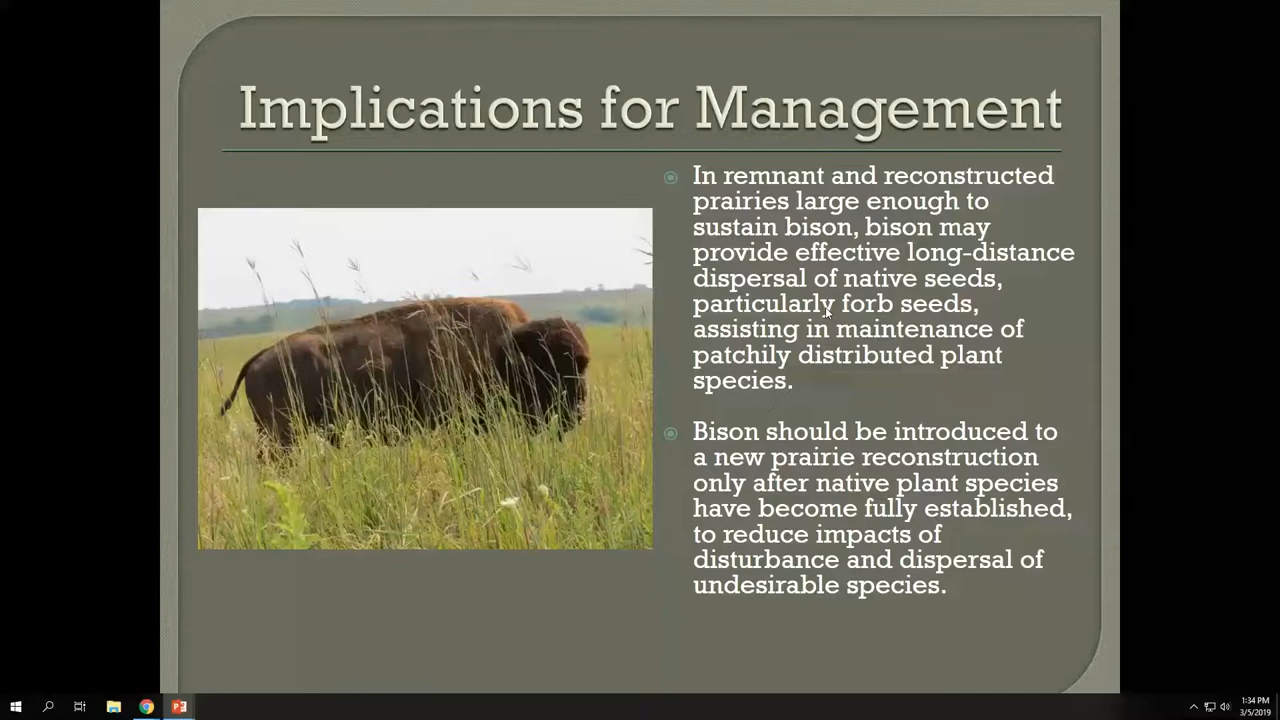 Implications for Management
In remnant and reconstructed
prairies large enough to
sustain bison, bison may
provide effective long-distance
dispersal of native seeds,
particularly forb seeds,
assisting in maintenance of
patchily distributed plant
species.
Bison should be introduced to
a new prairie reconstruction
only after native plant species
have become fully established,
to reduce impacts of
disturbance and dispersal of
undesirable species.
1:34 PM
3/5/2019